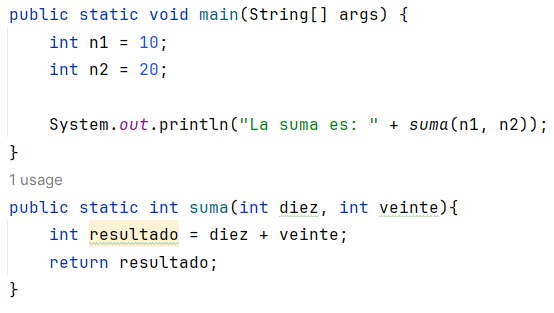 public static void main(String[] args) {
    int n1 = 10;
    int n2 = 20;

    System.out.println("La suma es: " + suma(n1, n2));
}
1 usage
public static int suma(int diez, int veinte){
    int resultado = diez + veinte;
    return resultado;
}